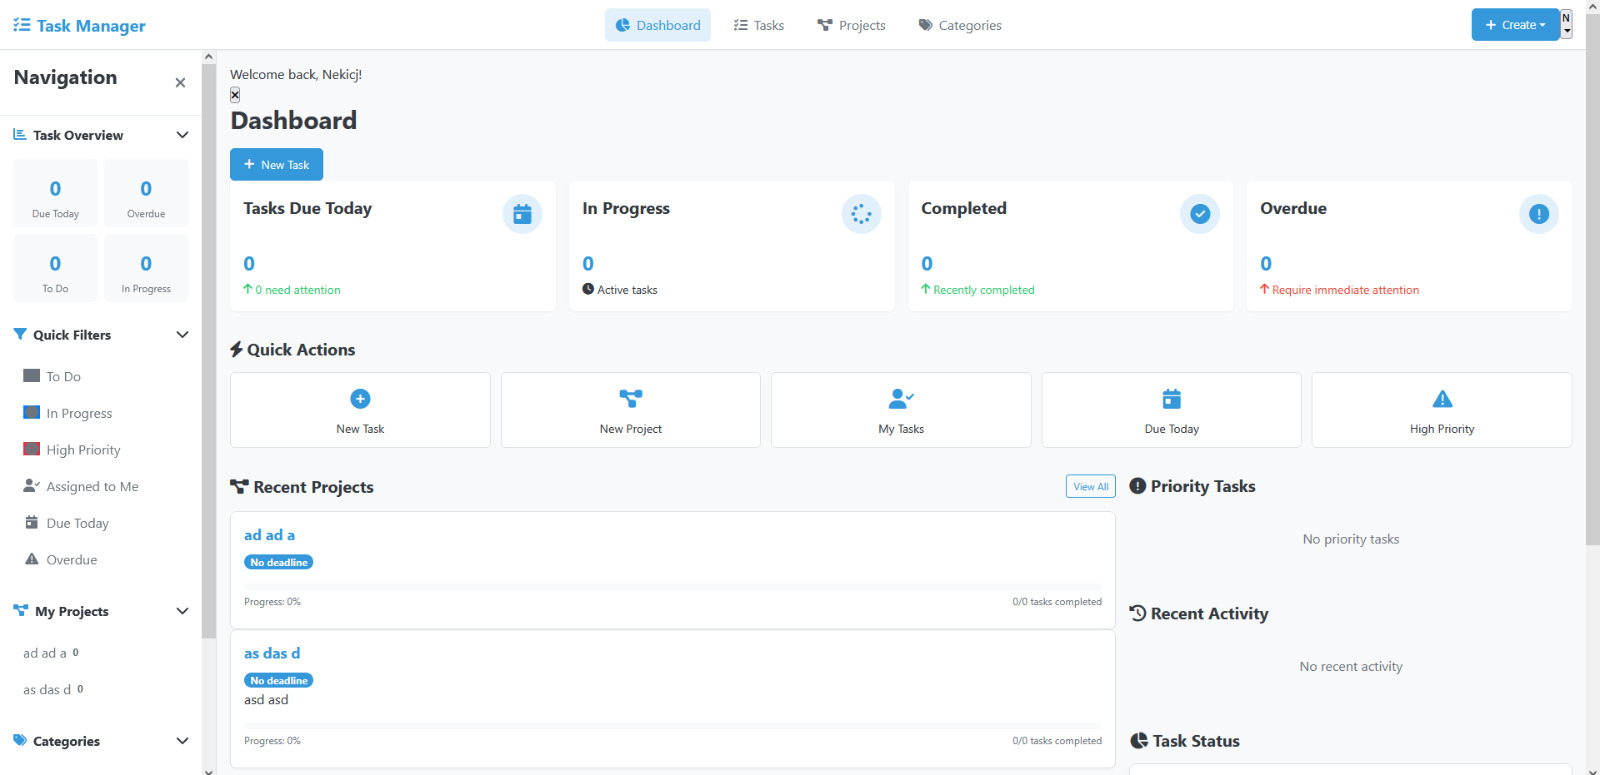 Task Manager
Dashboard
Tasks
Projects
Categories
Create
N
Navigation
Task Overview
0
Due Today
0
Overdue
0
To Do
0
In Progress
Quick Filters
To Do
In Progress
High Priority
Assigned to Me
Due Today
Overdue
My Projects
ad ad a 0
as das d 0
Categories
Welcome back, Nekicj!
Dashboard
New Task
Tasks Due Today
0
0 need attention
In Progress
0
Active tasks
Completed
0
Recently completed
Overdue
0
Require immediate attention
Quick Actions
New Task
New Project
My Tasks
Due Today
High Priority
Recent Projects
View All
ad ad a
No deadline
Progress: 0%
0/0 tasks completed
as das d
No deadline
asd asd
Progress: 0%
0/0 tasks completed
Priority Tasks
No priority tasks
Recent Activity
No recent activity
Task Status